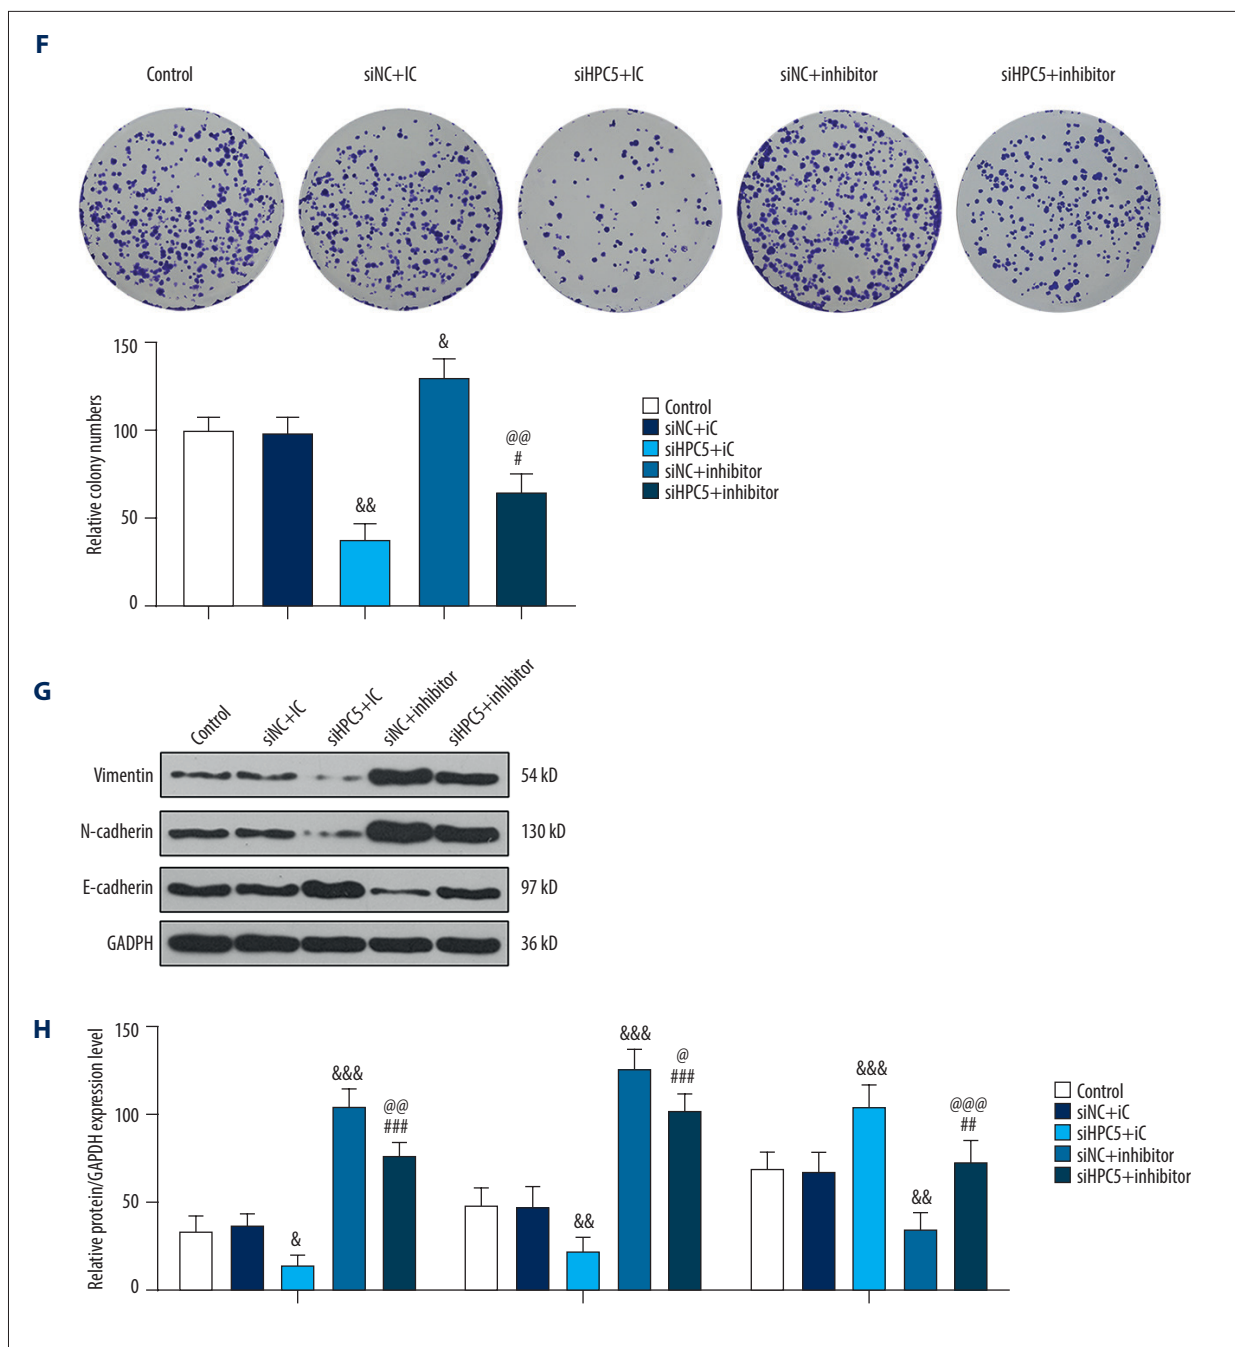 F
Control siNC+IC siHPC5+IC siNC+inhibitor siHPC5+inhibitor
150
100
50
0
Relative colony numbers
&&
&
@@
#
Control
siNC+iC
siHPC5+iC
siNC+inhibitor
siHPC5+inhibitor
G
Control siNC+IC siHPC5+IC siNC+inhibitor siHPC5+inhibitor
Vimentin 54 kD
N-cadherin 130 kD
E-cadherin 97 kD
GADPH 36 kD
H
150
100
50
0
Relative protein/GAPDH expression level
&
&&&
@@
###
&&
&&&
@
###
&&&
&&
@@@
##
Control
siNC+iC
siHPC5+iC
siNC+inhibitor
siHPC5+inhibitor